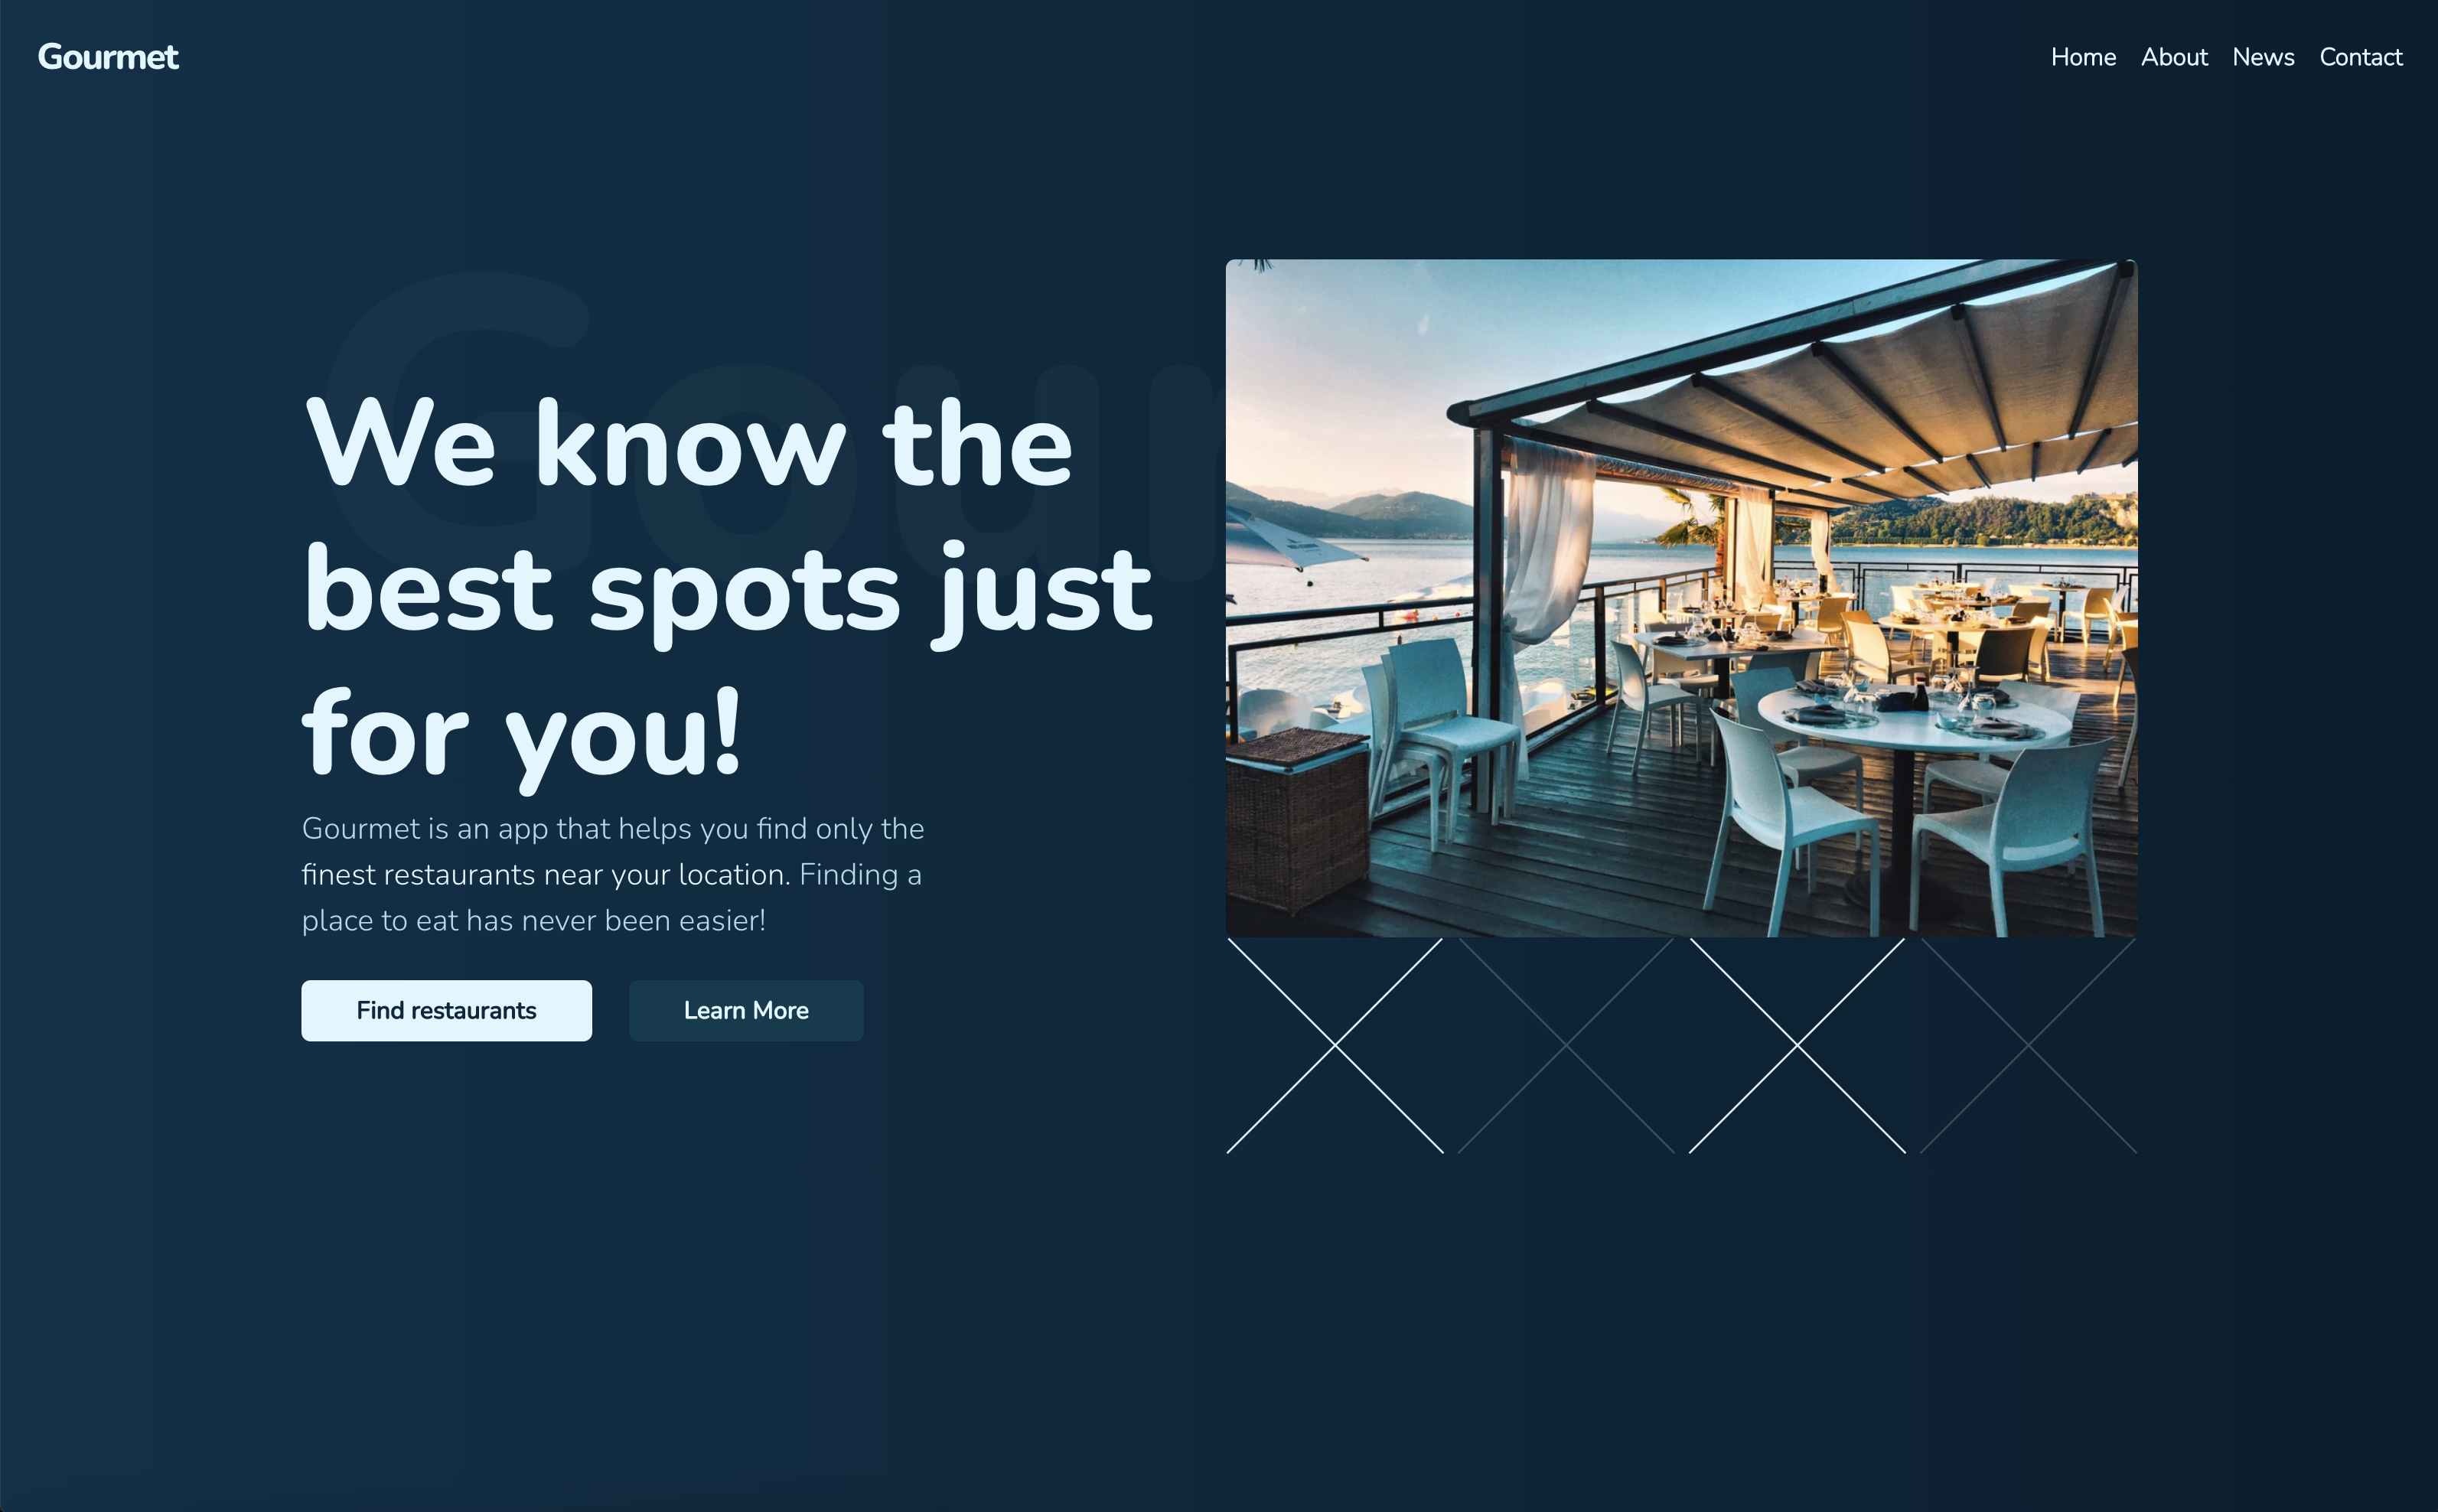 Gourmet
Home About News Contact
Gour
We know the
best spots just
for you!
Gourmet is an app that helps you find only the
finest restaurants near your location. Finding a
place to eat has never been easier!
Find restaurants
Learn More